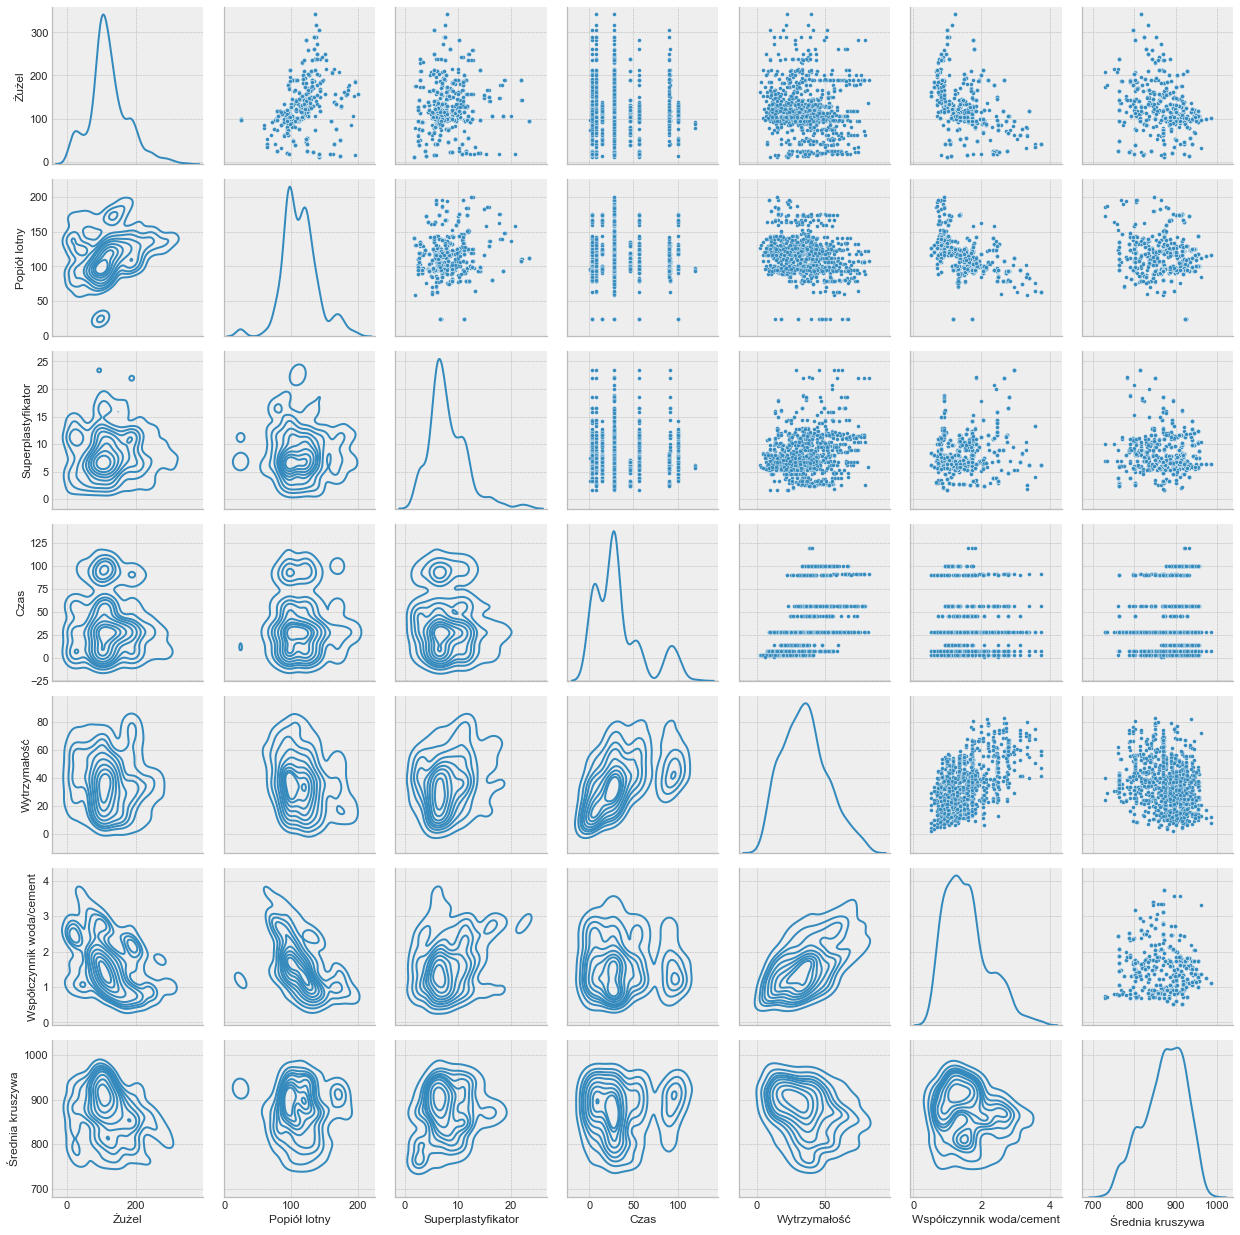 Żużel
300
200
100
0
Popiół lotny
200
150
100
50
0
Superplastyfikator
25
20
15
10
5
0
Czas
125
100
75
50
25
0
−25
Wytrzymałość
80
60
40
20
0
Współczynnik woda/cement
4
3
2
1
0
Średnia kruszywa
1000
900
800
700
0 200
0 100 200
0 10 20
0 50 100
0 50
0 2 4
700 800 900 1000
Żużel Popiół lotny Superplastyfikator Czas Wytrzymałość Współczynnik woda/cement Średnia kruszywa